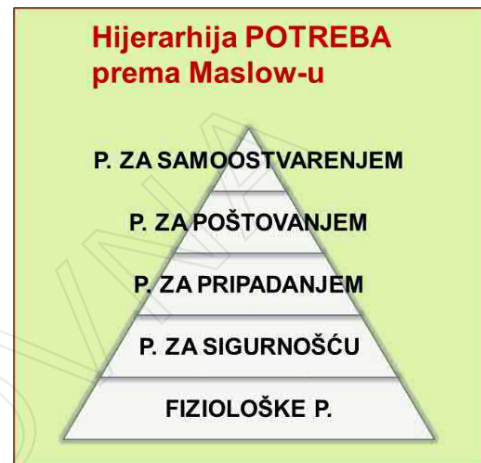 Hijerarhija POTREBA
prema Maslow-u
P. ZA SAMOOSTVARENJEM
P. ZA POŠTOVANJEM
P. ZA PRIPADANJEM
P. ZA SIGURNOŠĆU
FIZIOLOŠKE P.